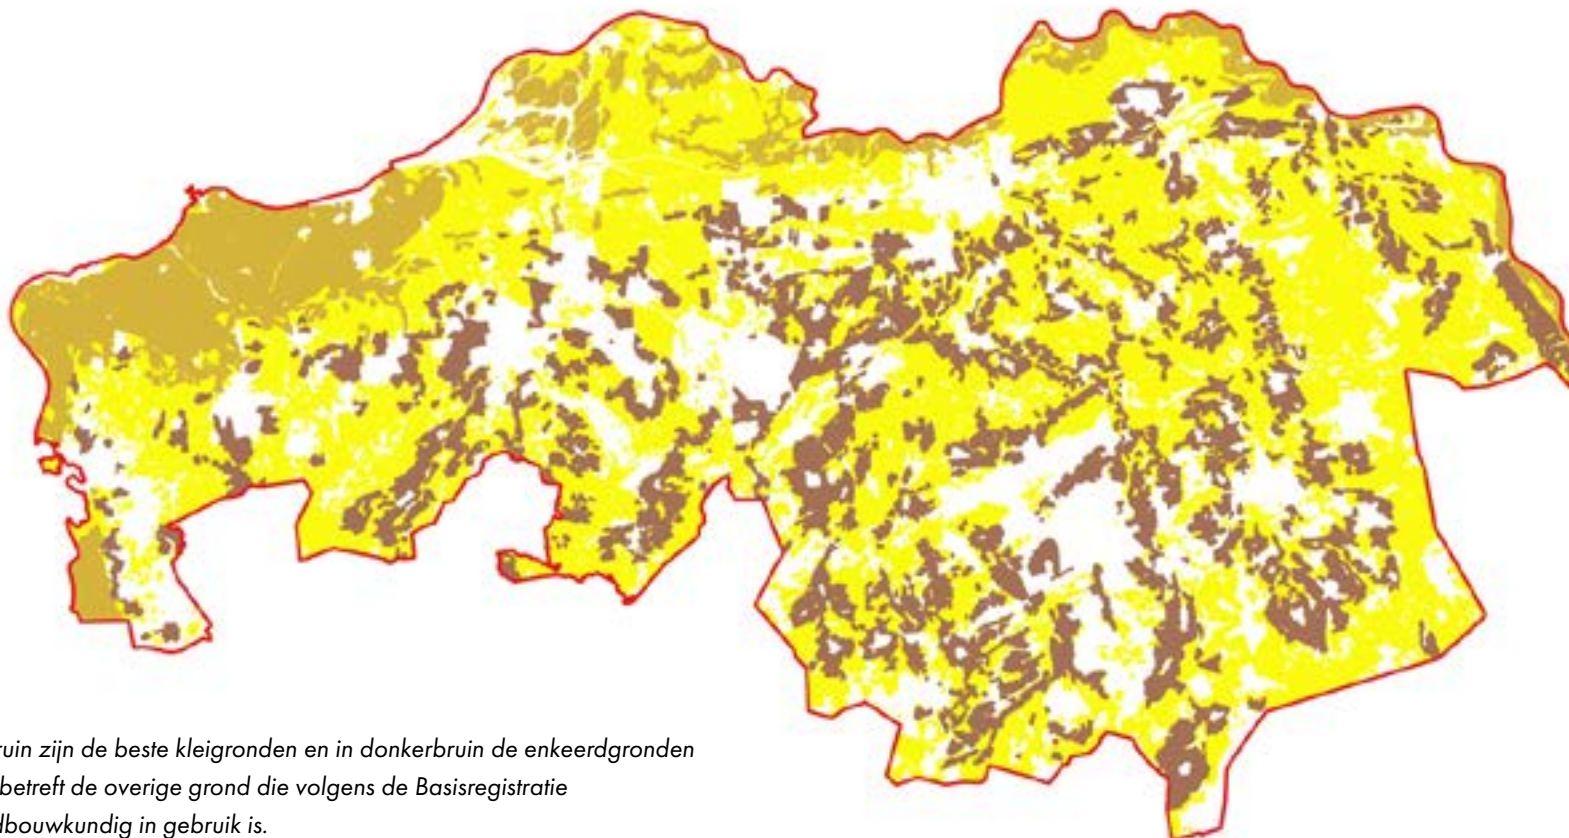 ruin zijn de beste kleigronden en in donkerbruin de enkeerdgronden
betreft de overige grond die volgens de Basisregistratie
dbouwkundig in gebruik is.